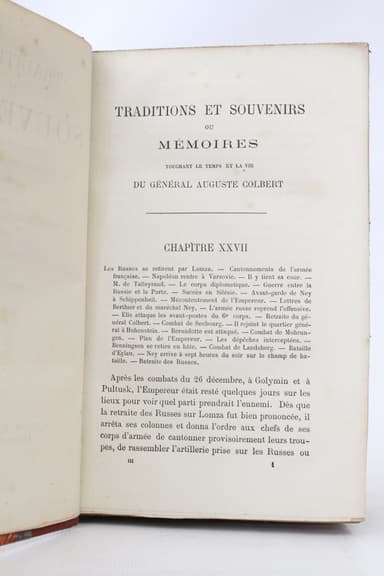 TRADITIONS ET SOUVENIRS
OU
MÉMOIRES
TOUCHANT LE TEMPS ET LA VIE
DU GÉNÉRAL AUGUSTE COLBERT
CHAPITRE XXVII
Les Russes se retirent par Lomza. — Cantonnements de l'armée
française. — Napoléon rentre à Varsovie. — Il y tient sa cour. —
M. de Talleyrand. — Le corps diplomatique. — Guerre entre la
Russie et la Porte. — Succès en Silésie. — Avant-garde de Ney
à Schippenbeil. — Mécontentement de l'Empereur. — Lettres de
Berthier et du maréchal Ney. — L'armée russe reprend l'offensive.
— Elle attaque les avant-postes du 6e corps. — Retraite du gé-
néral Colbert. — Combat de Seeburg. — Il rejoint le quartier géné-
ral à Hohenstein. — Bernadotte est attaqué. — Combat de Mohrun-
gen. — Plan de l'Empereur. — Les dépêches interceptées. —
Benningsen se retire en hâte. — Combat de Landsberg. — Bataille
d'Eylau. — Ney arrive à sept heures du soir sur le champ de ba-
taille. — Retraite des Russes.
Après les combats du 26 décembre, à Golymin et à
Pultusk, l'Empereur était resté quelques jours sur les
lieux pour voir quel parti prendrait l'ennemi. Dès que
la retraite des Russes sur Lomza fut bien prononcée, il
arrêta ses colonnes et donna l'ordre aux chefs de ses
corps d'armée de cantonner provisoirement leurs trou-
pes, de rassembler l'artillerie prise sur les Russes ou
III 1